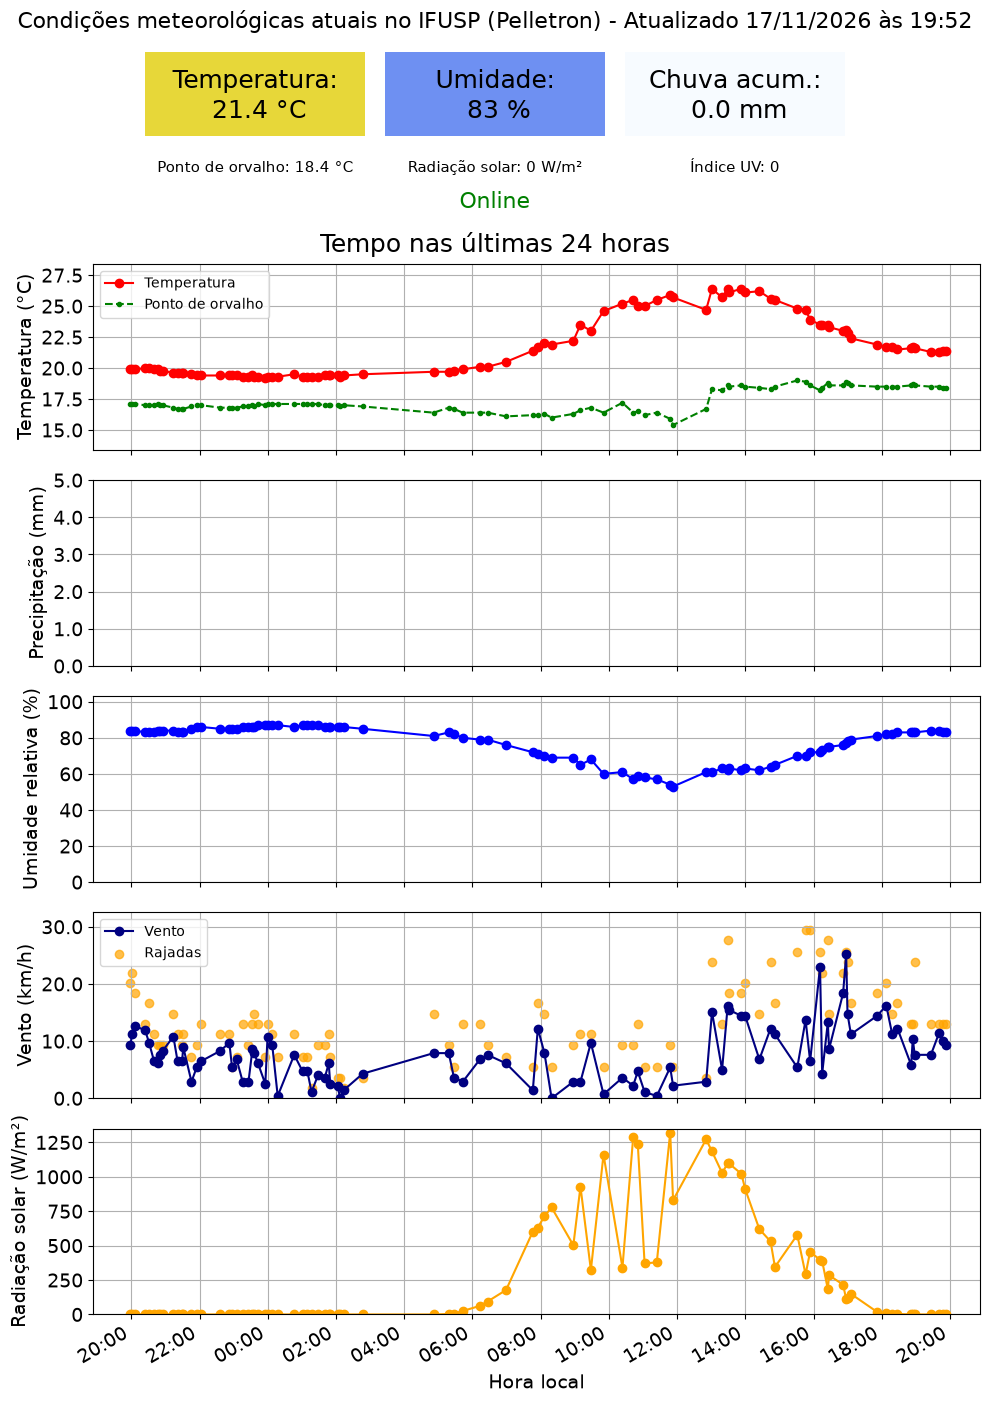 Condições meteorológicas atuais no IFUSP (Pelletron) - Atualizado 17/11/2026 às 19:52
Temperatura:
21.4 °C
Umidade:
83 %
Chuva acum.:
0.0 mm
Ponto de orvalho: 18.4 °C
Radiação solar: 0 W/m²
Índice UV: 0
Online
Tempo nas últimas 24 horas
Temperatura (°C)
27.5
25.0
22.5
20.0
17.5
15.0
Temperatura
Ponto de orvalho
Precipitação (mm)
5.0
4.0
3.0
2.0
1.0
0.0
Umidade relativa (%)
100
80
60
40
20
0
Vento (km/h)
30.0
20.0
10.0
0.0
Vento
Rajadas
Radiação solar (W/m²)
1250
1000
750
500
250
0
20:00
22:00
00:00
02:00
04:00
06:00
08:00
10:00
12:00
14:00
16:00
18:00
20:00
Hora local